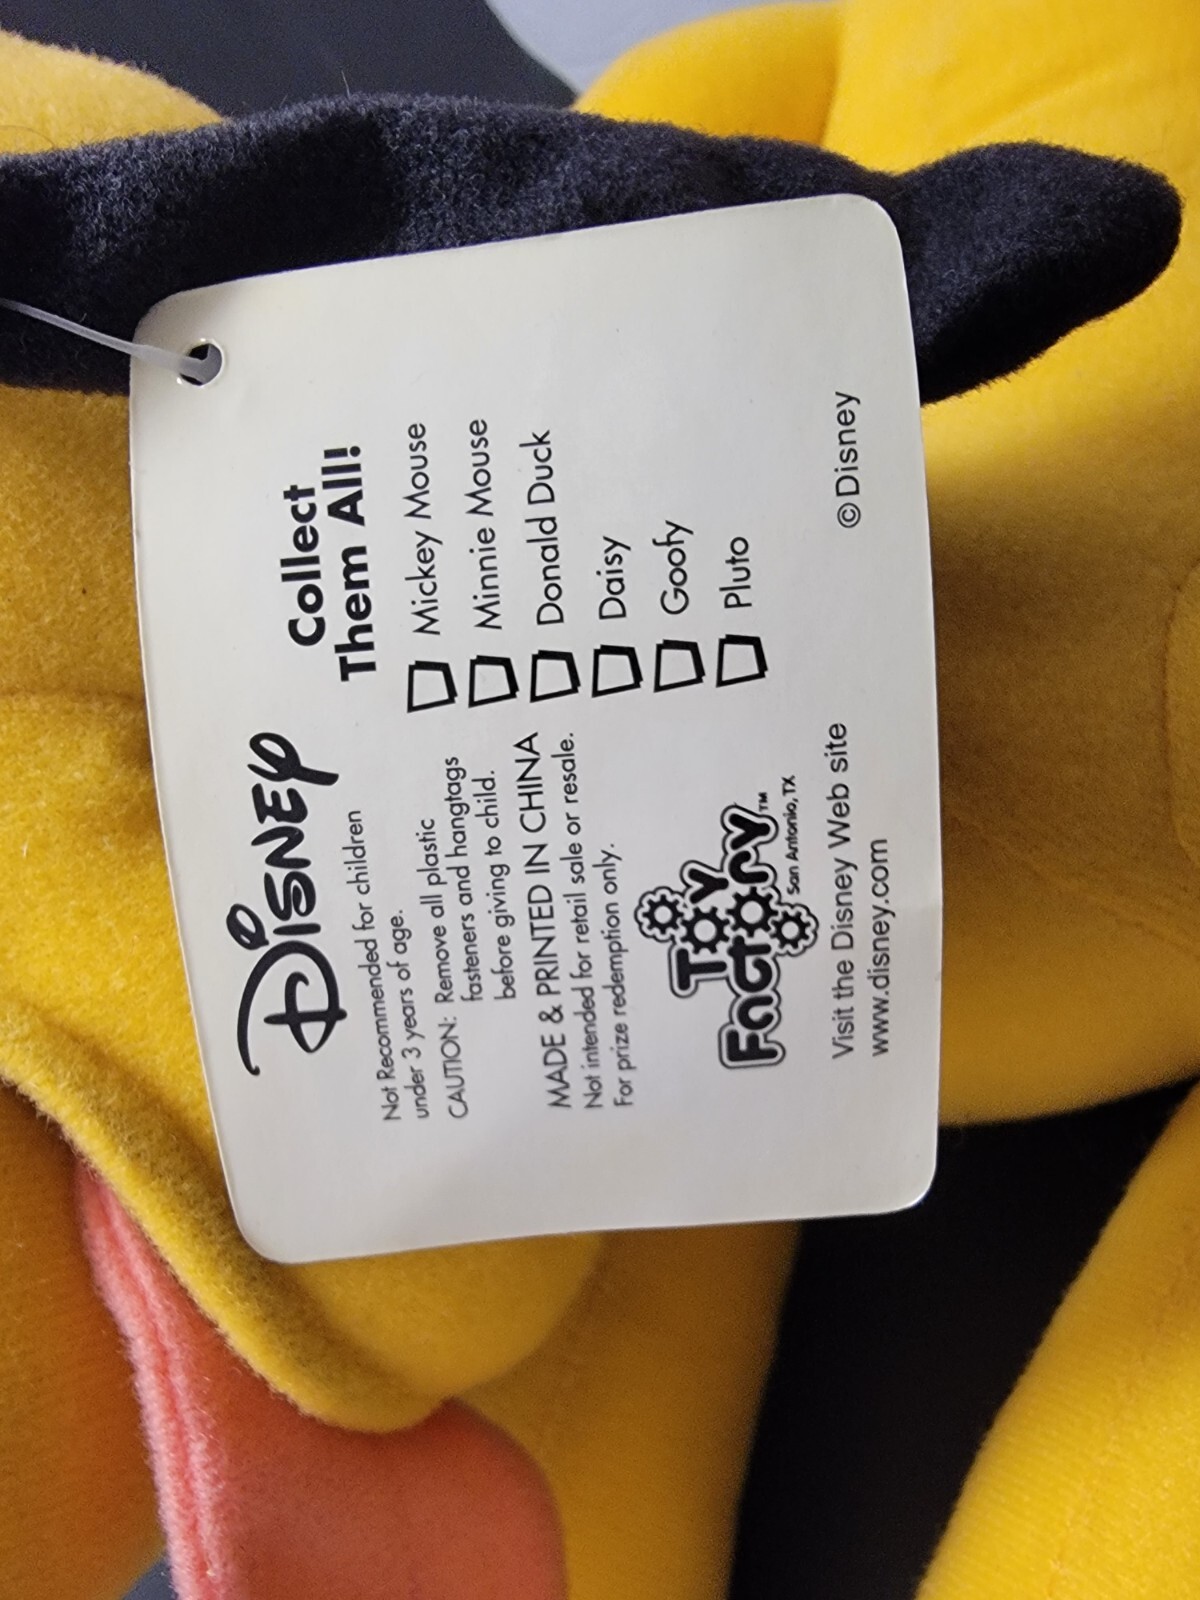 Disney
Not Recommended for children
under 3 years of age.
CAUTION: Remove all plastic
fasteners and hangtags
before giving to child.
MADE & PRINTED IN CHINA
Not intended for retail sale or resale.
For prize redemption only.
Toy
Factory™
San Antonio, TX
Visit the Disney Web site
www.disney.com
Collect
Them All!
Mickey Mouse
Minnie Mouse
Donald Duck
Daisy
Goofy
Pluto
©Disney